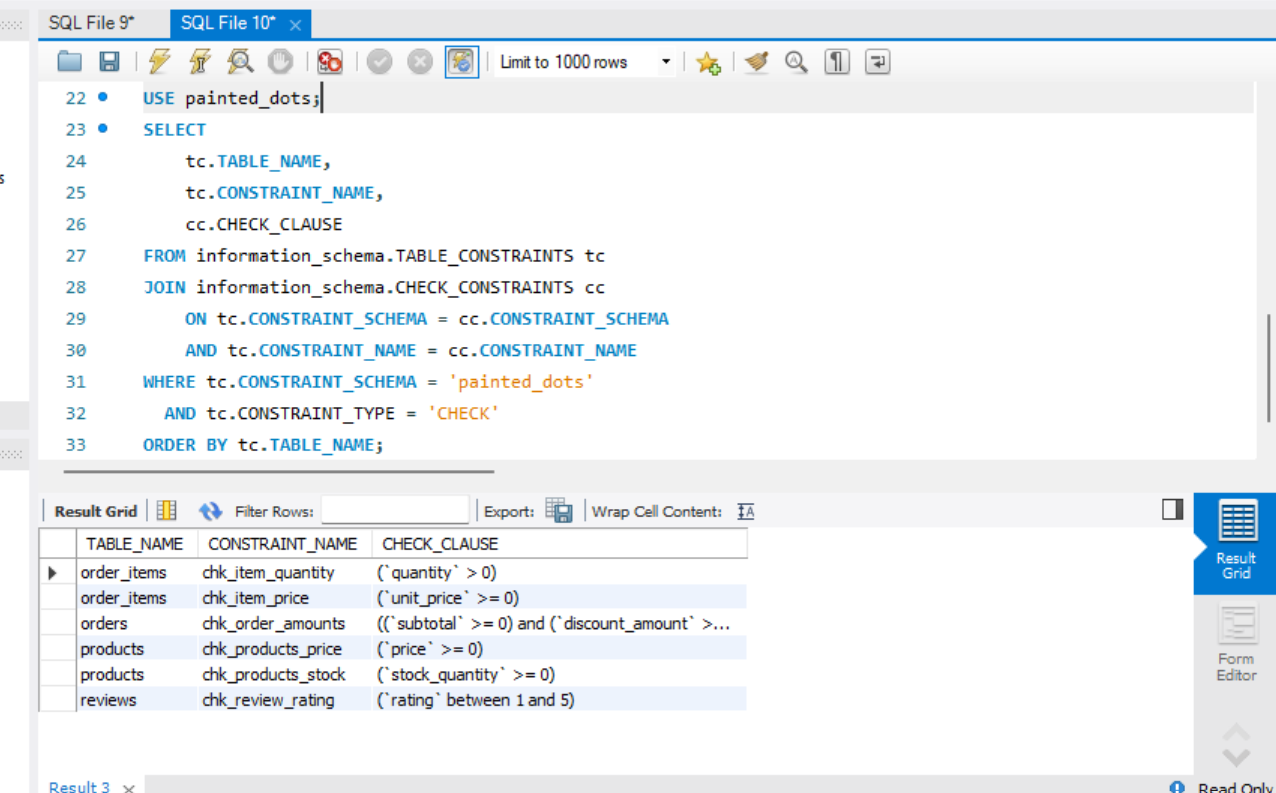 SQL File 9*
SQL File 10* ×
Limit to 1000 rows
s
22 USE painted_dots;
23 SELECT
24 tc.TABLE_NAME,
25 tc.CONSTRAINT_NAME,
26 cc.CHECK_CLAUSE
27 FROM information_schema.TABLE_CONSTRAINTS tc
28 JOIN information_schema.CHECK_CONSTRAINTS cc
29 ON tc.CONSTRAINT_SCHEMA = cc.CONSTRAINT_SCHEMA
30 AND tc.CONSTRAINT_NAME = cc.CONSTRAINT_NAME
31 WHERE tc.CONSTRAINT_SCHEMA = 'painted_dots'
32 AND tc.CONSTRAINT_TYPE = 'CHECK'
33 ORDER BY tc.TABLE_NAME;
Result Grid Filter Rows: Export: Wrap Cell Content: IA
TABLE_NAME CONSTRAINT_NAME CHECK_CLAUSE
order_items chk_item_quantity (`quantity` > 0)
order_items chk_item_price (`unit_price` >= 0)
orders chk_order_amounts ((`subtotal` >= 0) and (`discount_amount` >...
products chk_products_price (`price` >= 0)
products chk_products_stock (`stock_quantity` >= 0)
reviews chk_review_rating (`rating` between 1 and 5)
Result
Grid
Form
Editor
Result 3 ×
Read Only